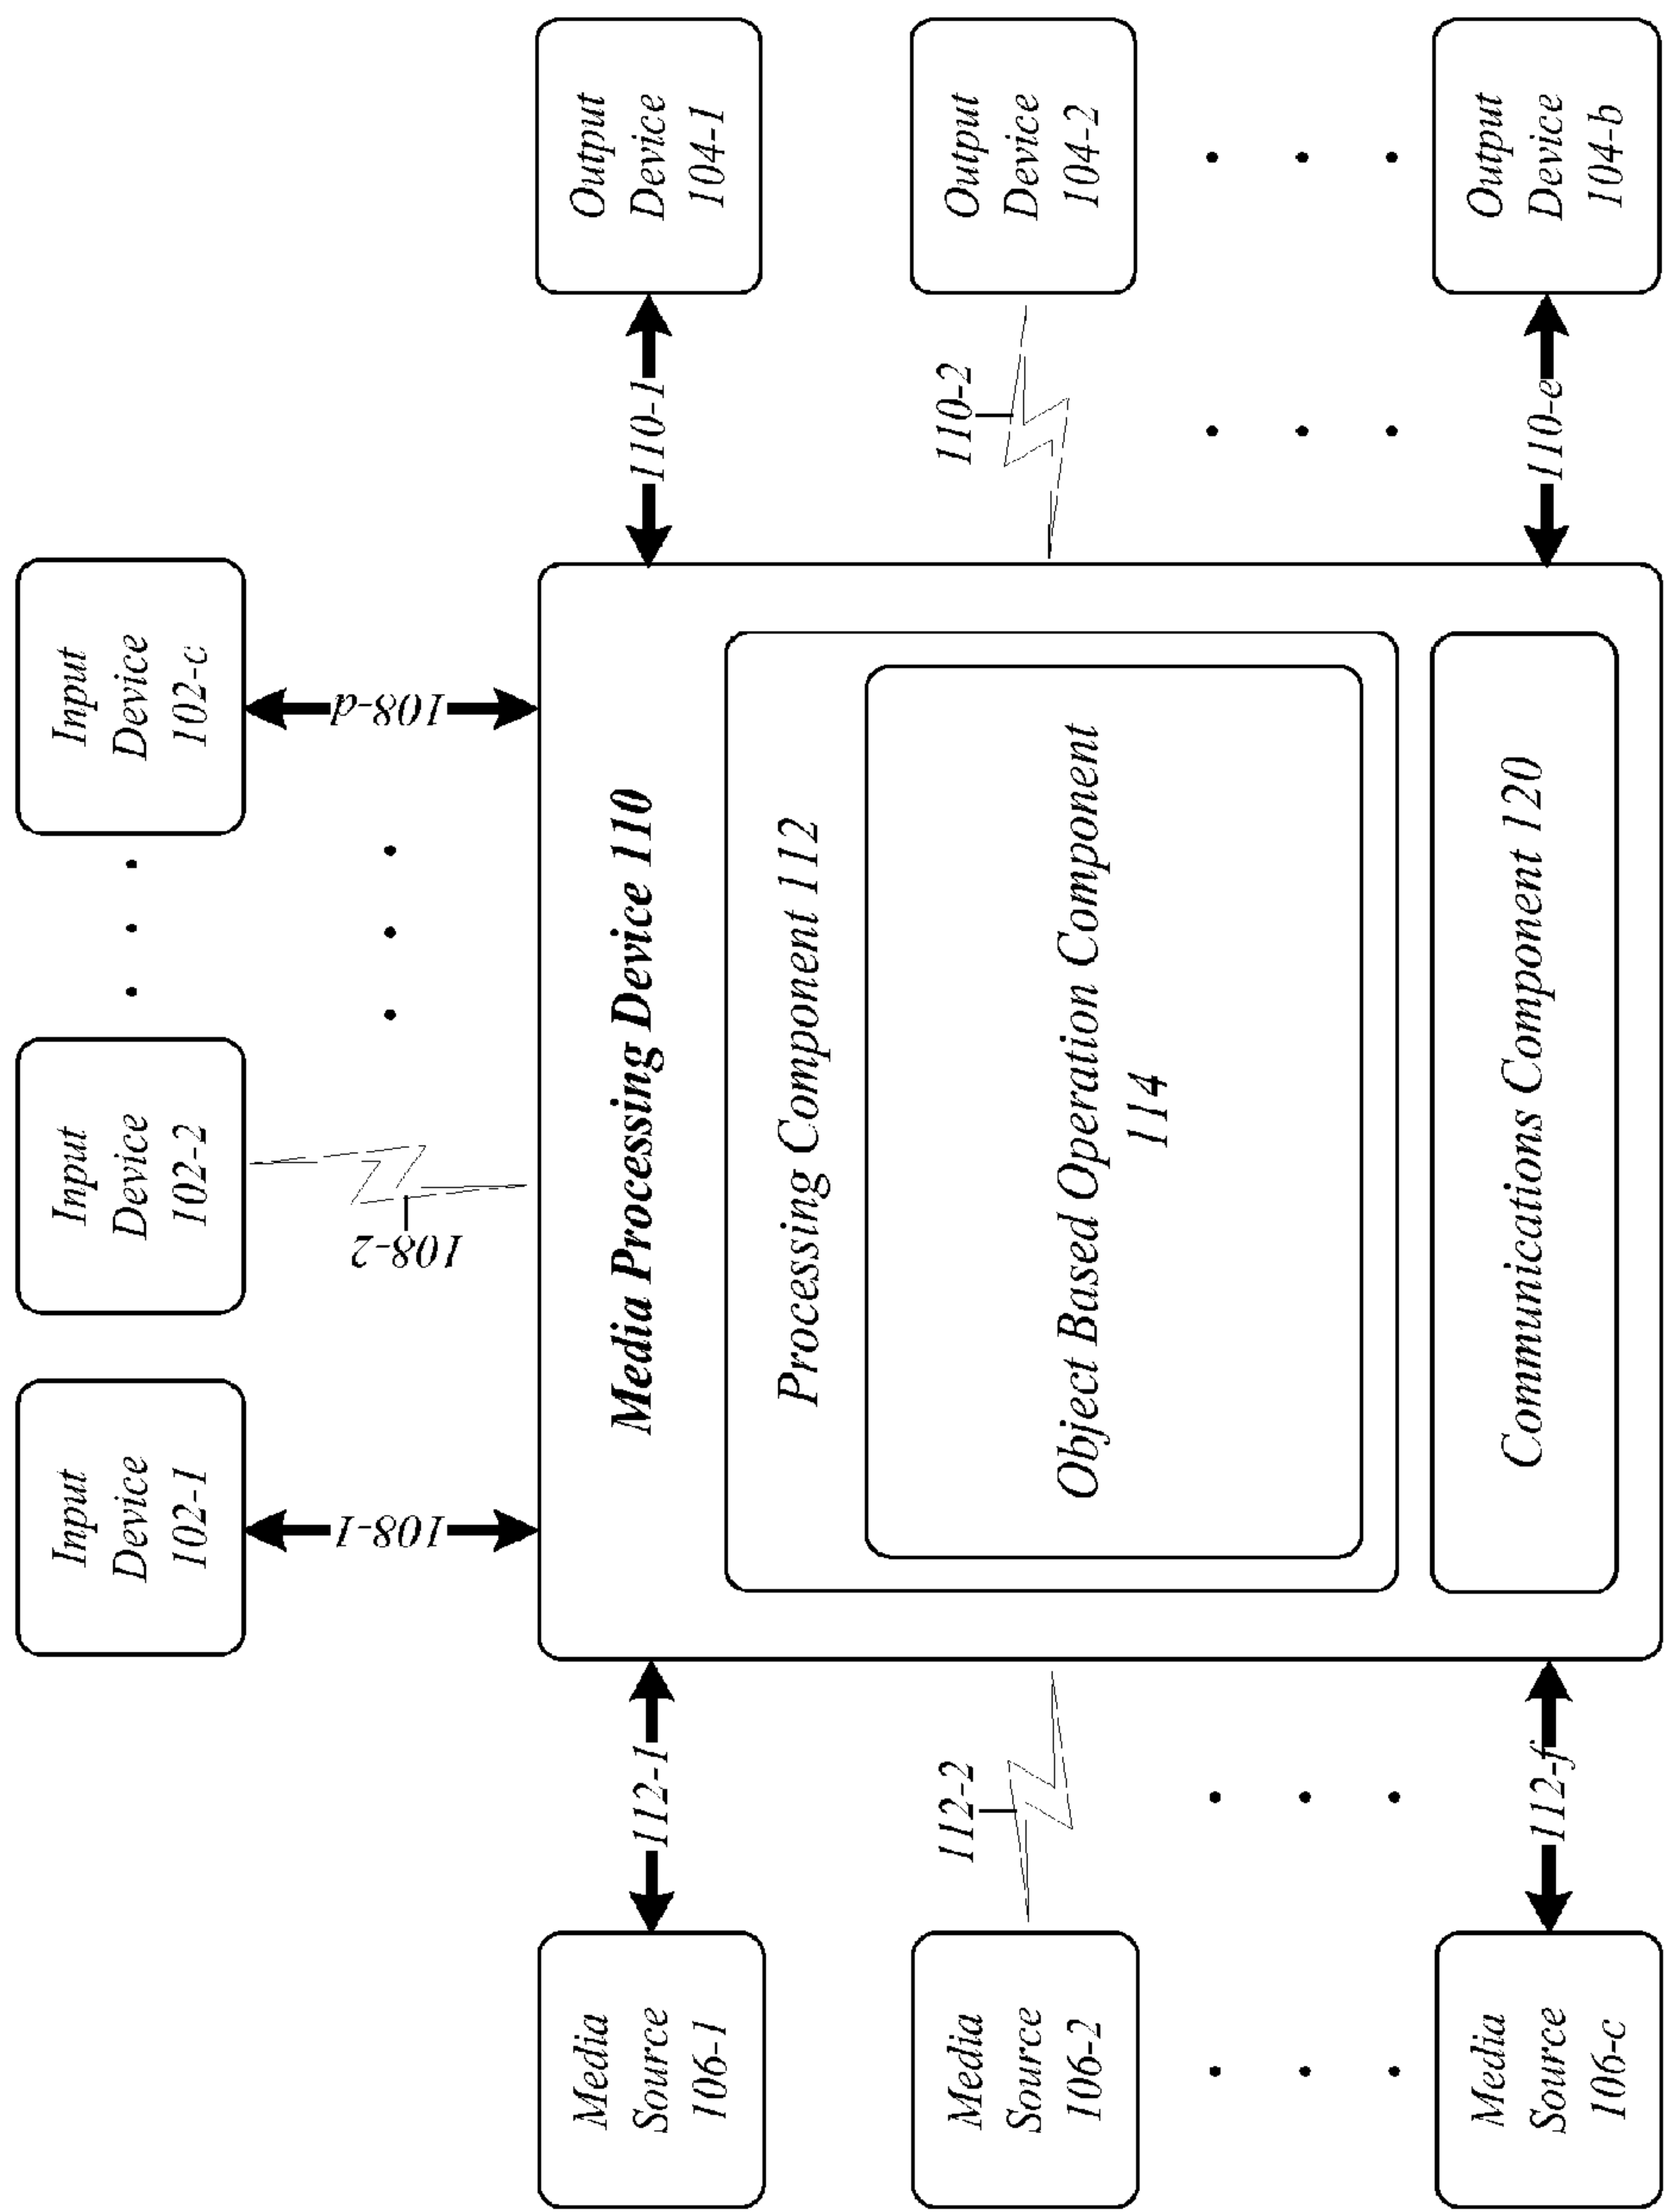 Input
Device
102-1
Input
Device
102-2
Input
Device
102-c
108-1
108-2
108-d
Media
Source
106-1
112-1
Media Processing Device 110
110-1
Output
Device
104-1
Processing Component 112
Media
Source
106-2
112-2
Object Based Operation Component
114
110-2
Output
Device
104-2
Media
Source
106-c
112-f
Communications Component 120
110-e
Output
Device
104-b